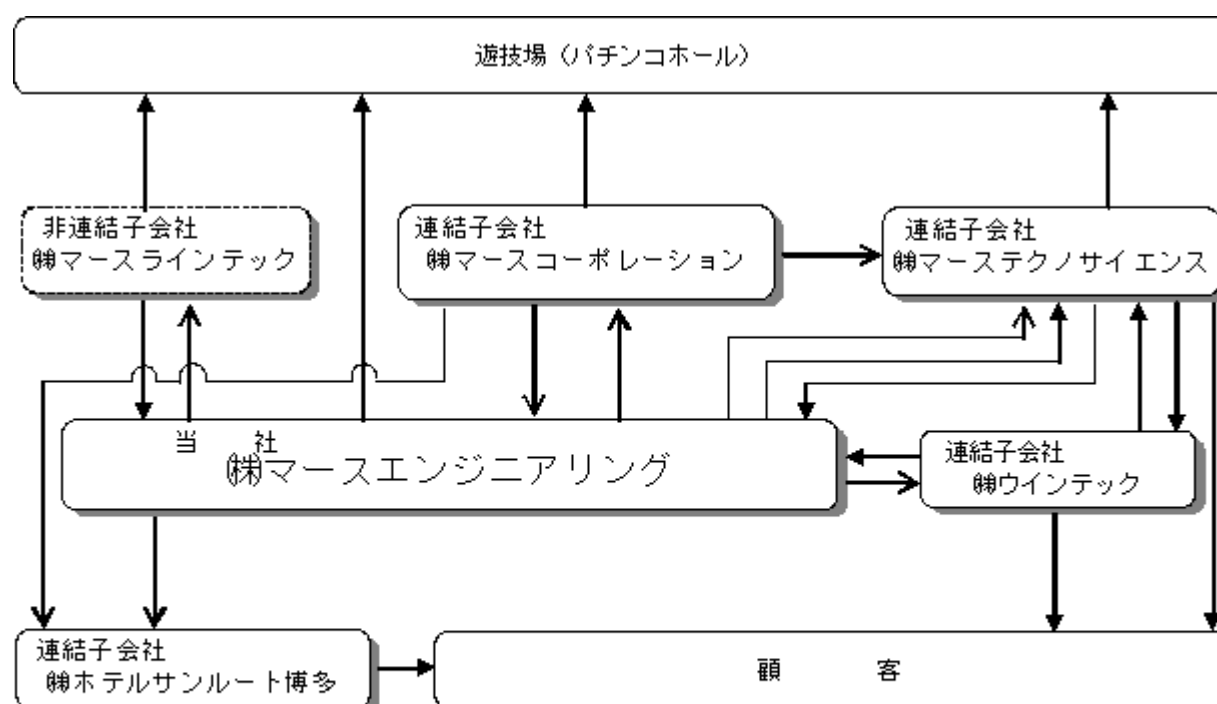 遊技場（パチンコホール）
非連結子会社
㈱マースラインテック
連結子会社
㈱マースコーポレーション
連結子会社
㈱マーステクノサイエンス
当　　社
㈱マースエンジニアリング
連結子会社
㈱ウインテック
連結子会社
㈱ホテルサンルート博多
顧　　客